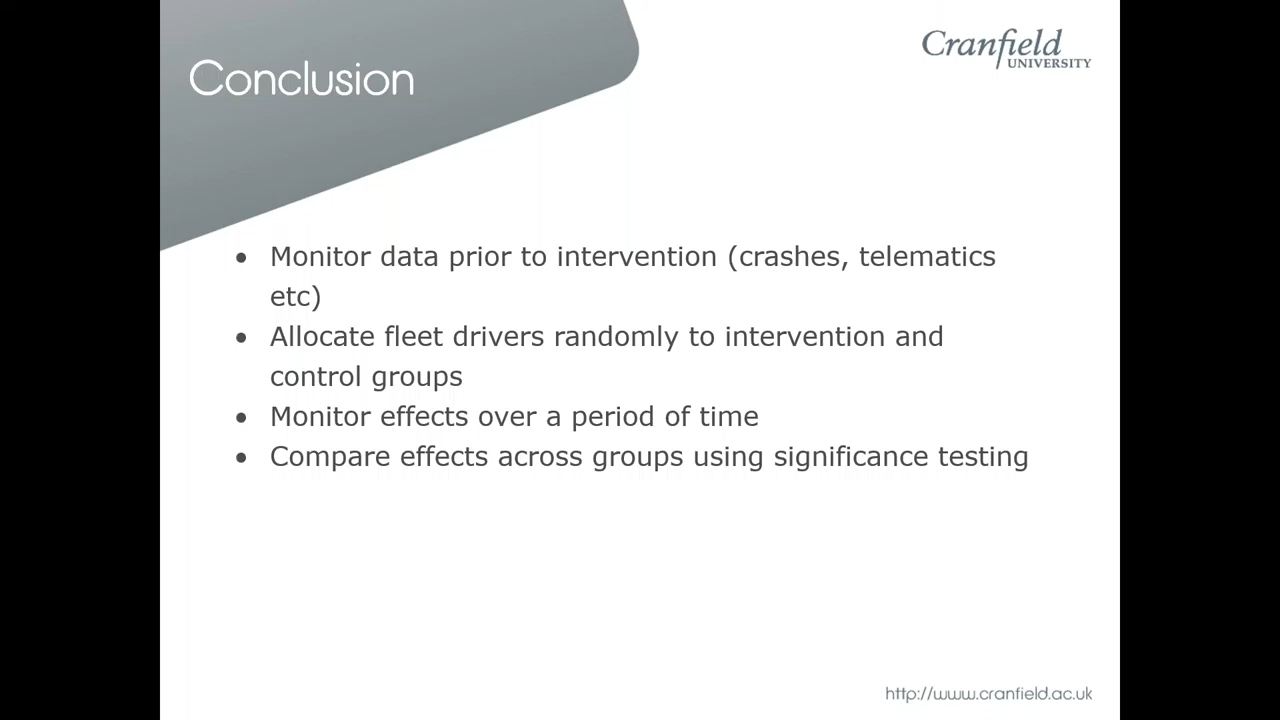 Conclusion
Cranfield
UNIVERSITY
• Monitor data prior to intervention (crashes, telematics
etc)
• Allocate fleet drivers randomly to intervention and
control groups
• Monitor effects over a period of time
• Compare effects across groups using significance testing
http://www.cranfield.ac.uk